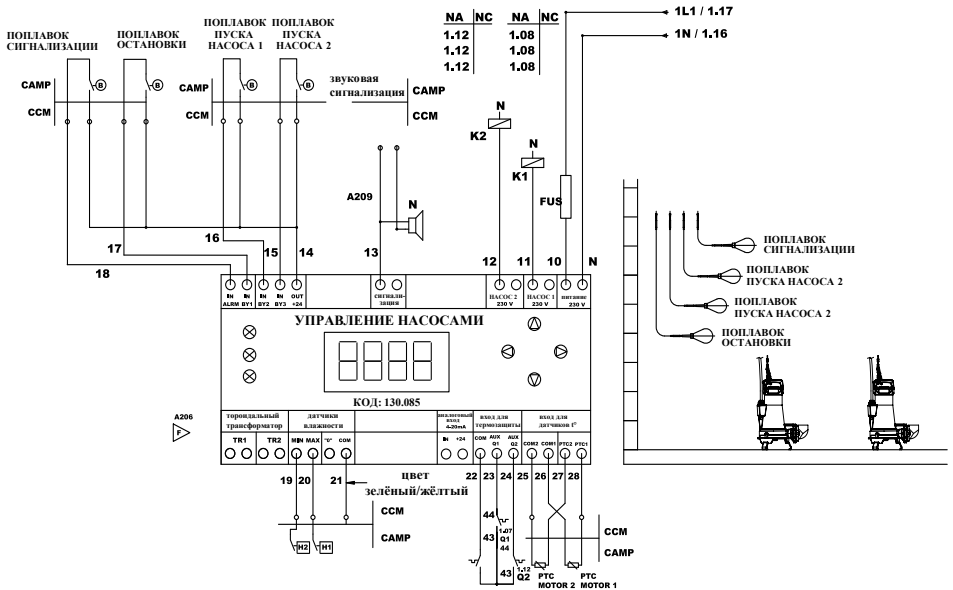 ПОПЛАВОК
СИГНАЛИЗАЦИИ
ПОПЛАВОК
ОСТАНОВКИ
ПОПЛАВОК
ПУСКА
НАСОСА 1
ПОПЛАВОК
ПУСКА
НАСОСА 2
NA NC
1.12
1.12
1.12
NA NC
1.08
1.08
1.08
1L1 / 1.17
1N / 1.16
B
B
B
B
CAMP
CCM
CAMP
CCM
звуковая
сигнализация
CAMP
CCM
N
K2
N
K1
FUS
A209
N
18
17
16
15
14
13
12
11
10
N
IN
ALRM
IN
BY1
IN
BY2
IN
BY3
OUT
+24
сигнали-
зация
НАСОС 2
230 V
НАСОС 1
230 V
питание
230 V
УПРАВЛЕНИЕ НАСОСАМИ
КОД: 130.085
A206
F
тороидальный
трансформатор
датчики
влажности
аналоговый
вход
4-20mA
вход для
термозащиты
вход для
датчиков t°
TR1
TR2
MIN
MAX
"0"
COM
IN
+24
COM
AUX
Q1
AUX
Q2
COM2
COM1
PTC2
PTC1
19
20
21
цвет
зелёный/жёлтый
22
23
24
25
26
27
28
CCM
CAMP
H2
H1
44
43
1.07
Q1
44
43
1.12
Q2
CCM
CAMP
PTC
MOTOR 2
PTC
MOTOR 1
ПОПЛАВОК
СИГНАЛИЗАЦИИ
ПОПЛАВОК
ПУСКА НАСОСА 2
ПОПЛАВОК
ПУСКА НАСОСА 2
ПОПЛАВОК
ОСТАНОВКИ